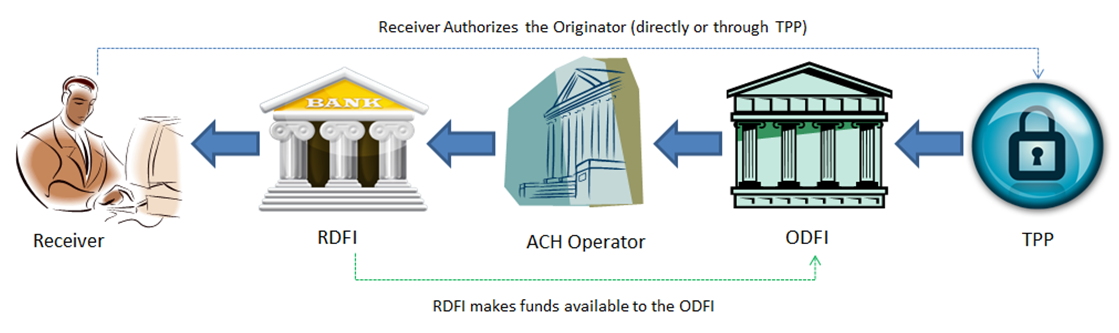 Receiver Authorizes the Originator (directly or through TPP)
BANK
Receiver
RDFI
ACH Operator
ODFI
TPP
RDFI makes funds available to the ODFI